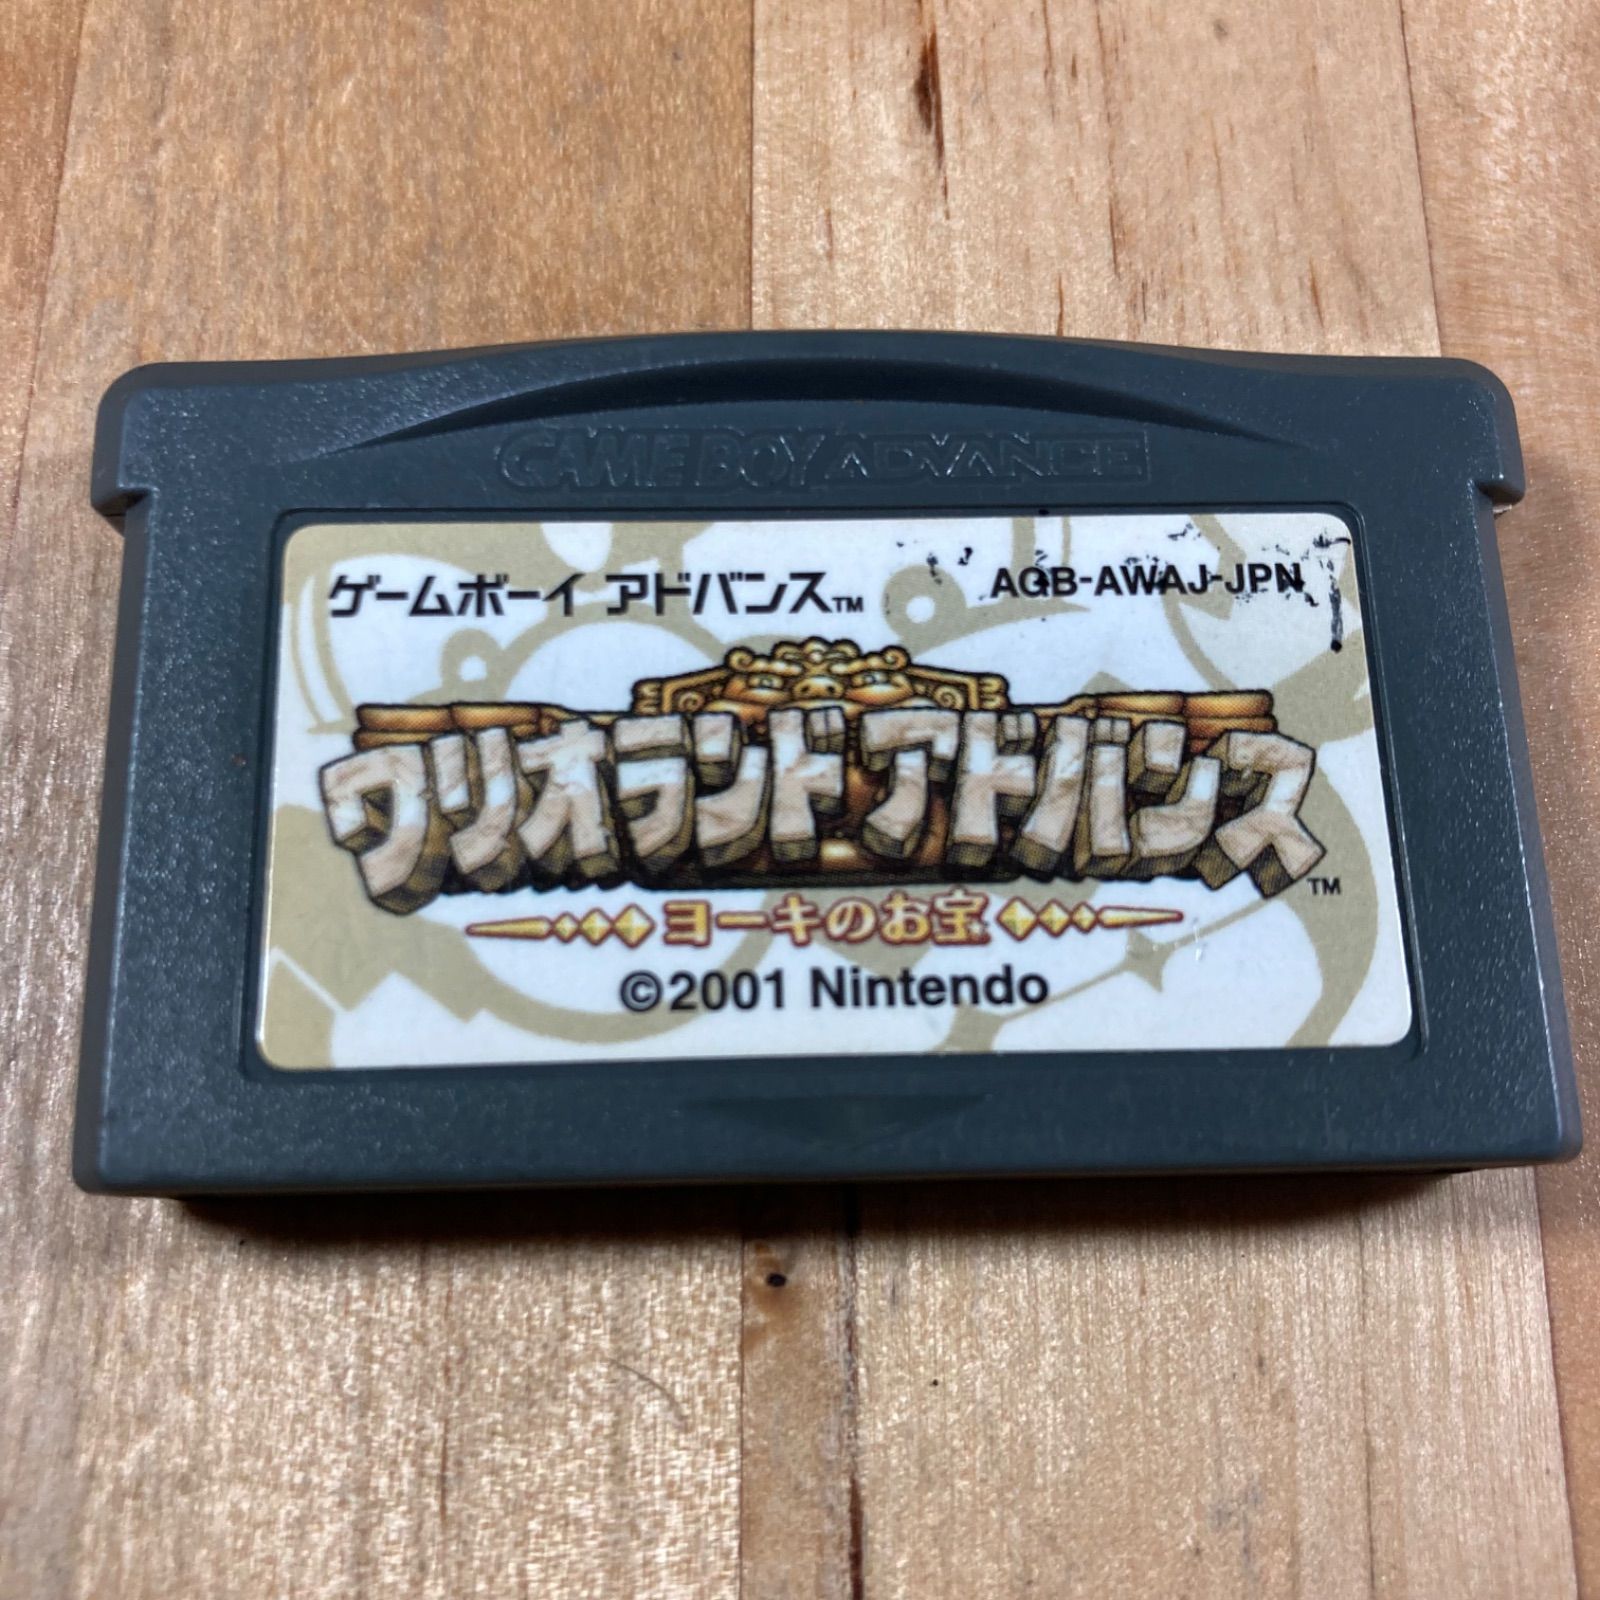 GAME BOY ADVANCE
ゲームボーイ アドバンス™
AGB-AWAJ-JPN
ワリオランドアドバンス™
ヨーキのお宝
©2001 Nintendo